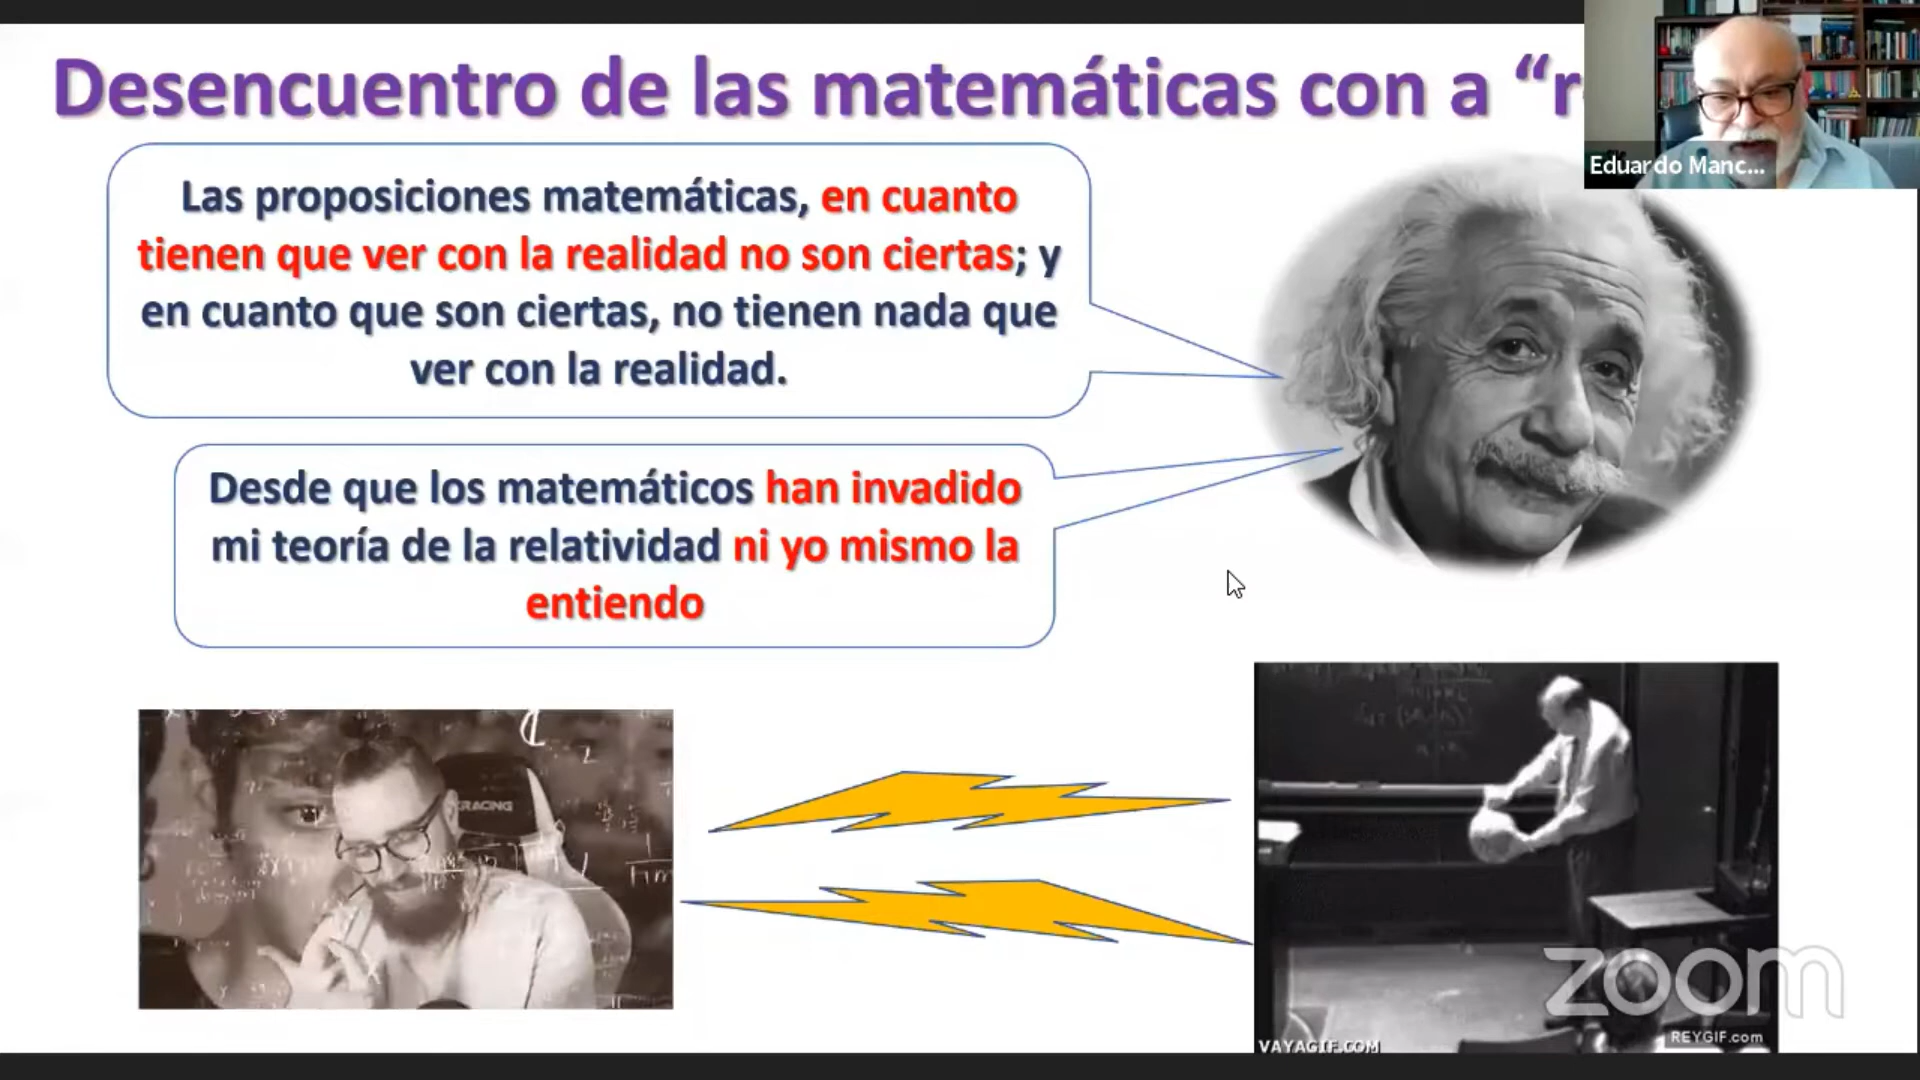 Desencuentro de las matemáticas con a “r
Eduardo Manc...
Las proposiciones matemáticas, en cuanto
tienen que ver con la realidad no son ciertas; y
en cuanto que son ciertas, no tienen nada que
ver con la realidad.
Desde que los matemáticos han invadido
mi teoría de la relatividad ni yo mismo la
entiendo
RACING
zoom
REYGIF.com
VAYAGIF.COM